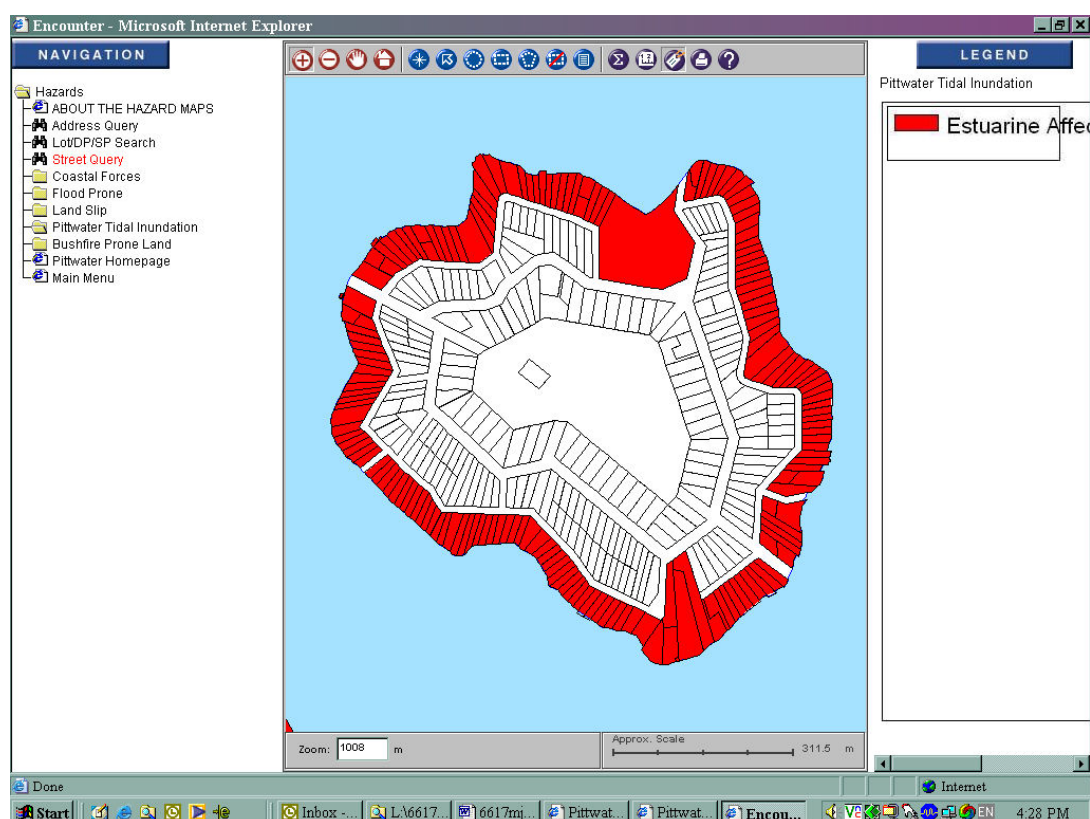 Encounter - Microsoft Internet Explorer
NAVIGATION
Hazards
ABOUT THE HAZARD MAPS
Address Query
Lot/DP/SP Search
Street Query
Coastal Forces
Flood Prone
Land Slip
Pittwater Tidal Inundation
Bushfire Prone Land
Pittwater Homepage
Main Menu
LEGEND
Pittwater Tidal Inundation
Estuarine Affec
Zoom: 1008 m
Approx. Scale
311.5 m
Done
Internet
Start
Inbox -...
L:\6617...
6617mj...
Pittwat...
Pittwat...
Encou...
EN
4:28 PM